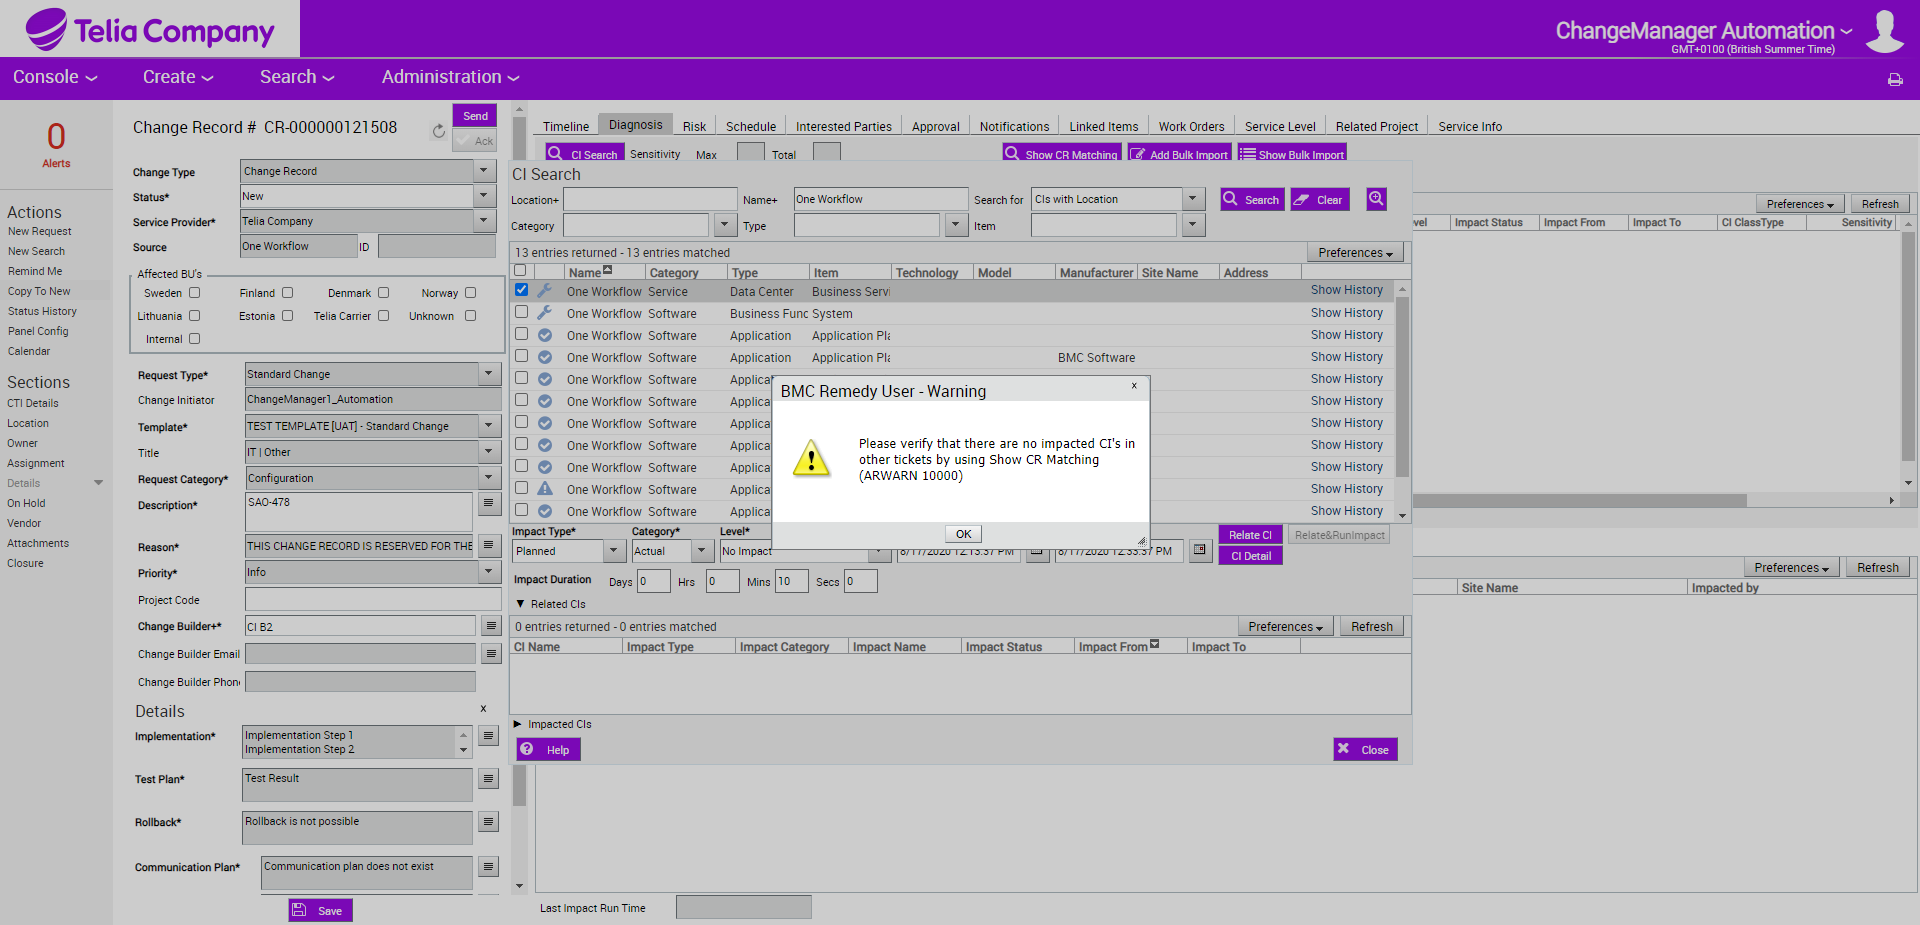 Telia Company
ChangeManager Automation
GMT+0100 (British Summer Time)
Console
Create
Search
Administration
0
Alerts
Actions
New Request
New Search
Remind Me
Copy To New
Status History
Panel Config
Calendar
Sections
CTI Details
Location
Owner
Assignment
Details
On Hold
Vendor
Attachments
Closure
Change Record # CR-000000121508
Send
Ack
Change Type Change Record
Status* New
Service Provider* Telia Company
Source One Workflow ID
Affected BU's
Sweden Finland Denmark Norway
Lithuania Estonia Telia Carrier Unknown
Internal
Request Type* Standard Change
Change Initiator ChangeManager1_Automation
Template* TEST TEMPLATE [UAT] - Standard Change
Title IT | Other
Request Category* Configuration
Description* SAO-478
Reason* THIS CHANGE RECORD IS RESERVED FOR THE
Priority* Info
Project Code
Change Builder+* CI B2
Change Builder Email
Change Builder Phone
Details x
Implementation* Implementation Step 1
Implementation Step 2
Test Plan* Test Result
Rollback* Rollback is not possible
Communication Plan* Communication plan does not exist
Save
Timeline Diagnosis Risk Schedule Interested Parties Approval Notifications Linked Items Work Orders Service Level Related Project Service Info
CI Search Sensitivity Max Total Show CR Matching Add Bulk Import Show Bulk Import
CI Search
Location+ Name+ One Workflow Search for CIs with Location Search Clear
Category Type Item
13 entries returned - 13 entries matched Preferences
Name Category Type Item Technology Model Manufacturer Site Name Address
One Workflow Service Data Center Business Servi Show History
One Workflow Software Business Func System Show History
One Workflow Software Application Application Pla Show History
One Workflow Software Application Application Pla BMC Software Show History
One Workflow Software Applicat Show History
One Workflow Software Applica Show History
One Workflow Software Applica Show History
One Workflow Software Applica Show History
One Workflow Software Applica Show History
One Workflow Software Applica Show History
One Workflow Software Applica Show History
BMC Remedy User - Warning x
Please verify that there are no impacted CI's in
other tickets by using Show CR Matching
(ARWARN 10000)
OK
Impact Type* Category* Level*
Planned Actual No Impact 8/17/2020 12:13:37 PM 8/17/2020 12:33:37 PM
Relate CI Relate&RunImpact
CI Detail
Impact Duration Days 0 Hrs 0 Mins 10 Secs 0
Related CIs
0 entries returned - 0 entries matched Preferences Refresh
CI Name Impact Type Impact Category Impact Name Impact Status Impact From Impact To
Impacted CIs
Help Close
Preferences Refresh
vel Impact Status Impact From Impact To CI ClassType Sensitivity
Preferences Refresh
Site Name Impacted by
Last Impact Run Time